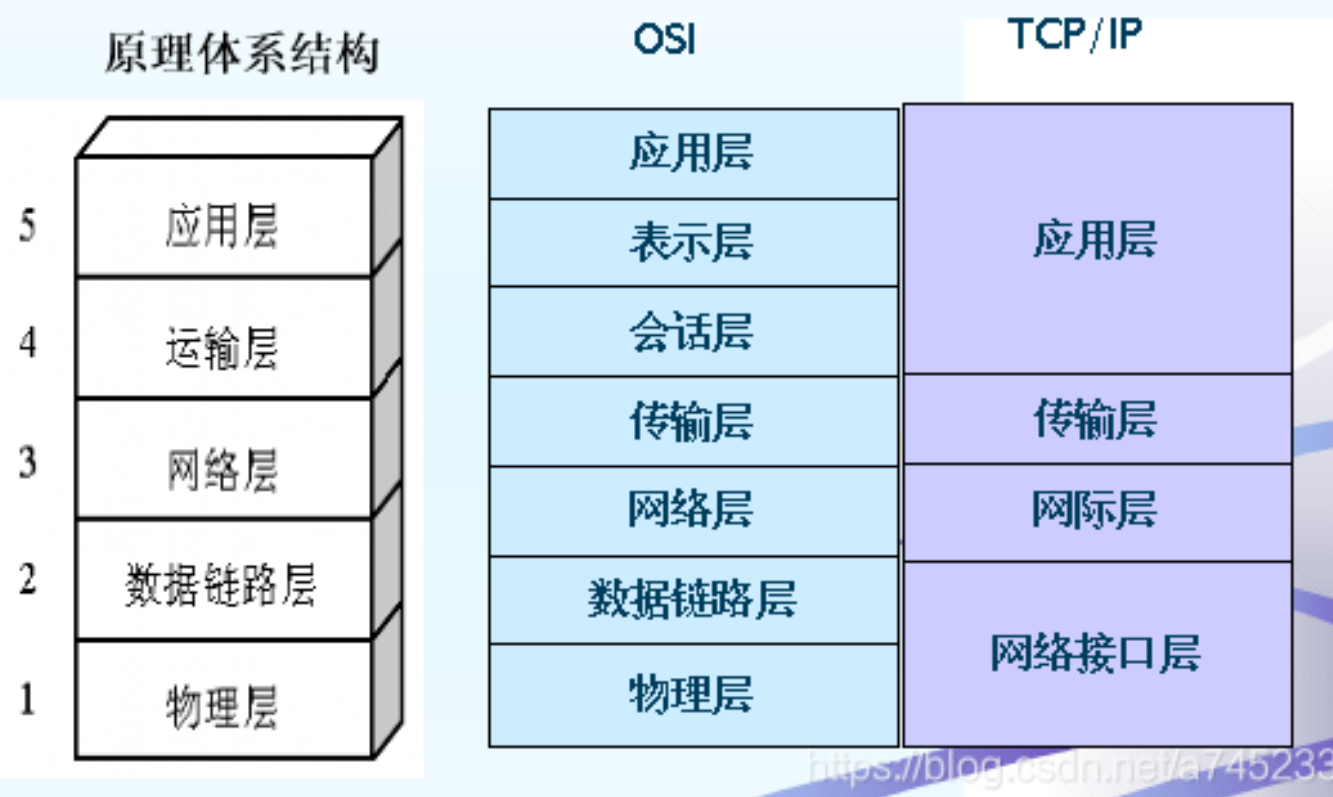 原理体系结构
5 应用层
4 运输层
3 网络层
2 数据链路层
1 物理层
OSI
应用层
表示层
会话层
传输层
网络层
数据链路层
物理层
TCP/IP
应用层
传输层
网际层
网络接口层
https://blog.csdn.net/a745233